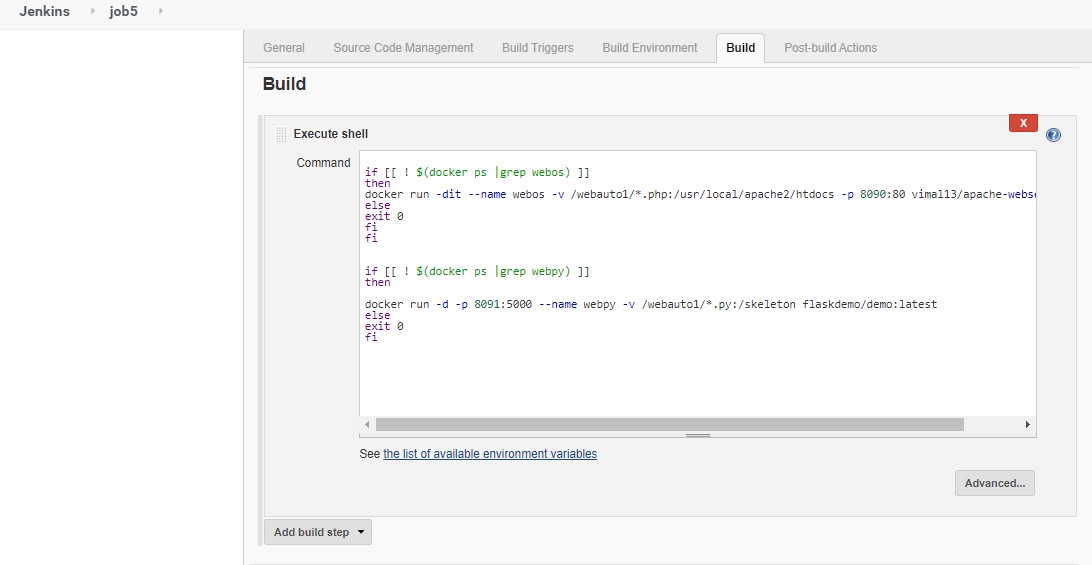 Jenkins job5
General Source Code Management Build Triggers Build Environment Build Post-build Actions
Build
Execute shell
X
Command
if [[ ! $(docker ps |grep webos) ]]
then
docker run -dit --name webos -v /webauto1/*.php:/usr/local/apache2/htdocs -p 8090:80 vimal13/apache-webse
else
exit 0
fi
fi
if [[ ! $(docker ps |grep webpy) ]]
then
docker run -d -p 8091:5000 --name webpy -v /webauto1/*.py:/skeleton flaskdemo/demo:latest
else
exit 0
fi
See the list of available environment variables
Advanced...
Add build step